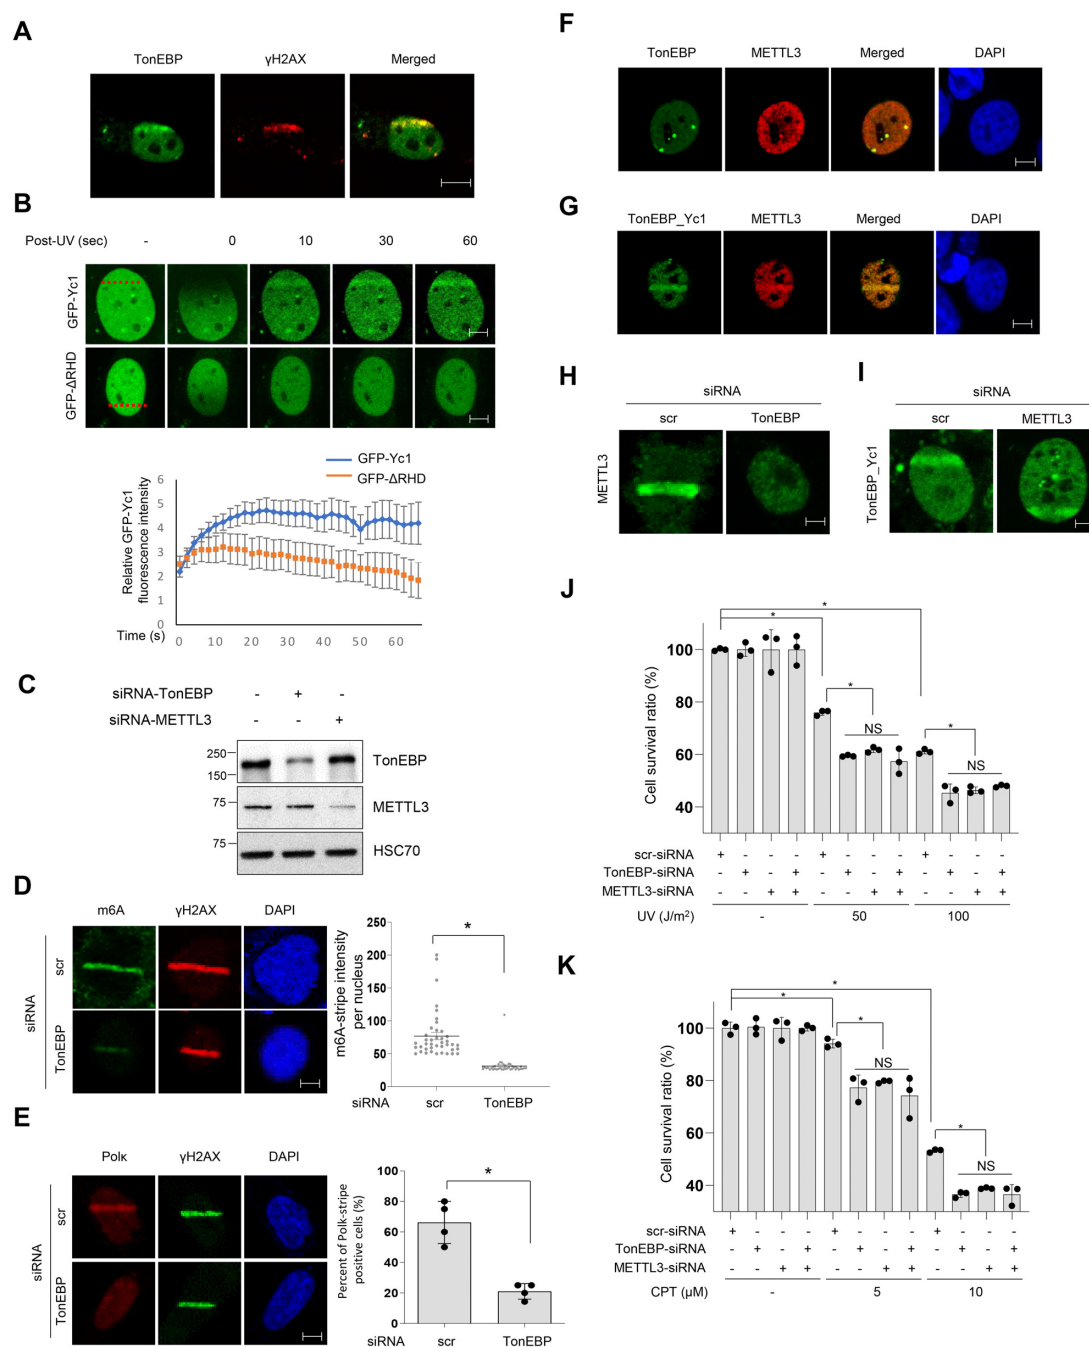 A
TonEBP γH2AX Merged
B
Post-UV (sec) - 0 10 30 60
GFP-Yc1
GFP-ΔRHD
GFP-Yc1
GFP-ΔRHD
Relative GFP-Yc1
fluorescence intensity
6
5
4
3
2
1
0
Time (s) 0 10 20 30 40 50 60
C
siRNA-TonEBP - + -
siRNA-METTL3 - - +
250
150
TonEBP
75
METTL3
75
HSC70
D
m6A γH2AX DAPI
siRNA
scr
TonEBP
m6A-stripe intensity
per nucleus
250
200
150
100
50
0
*
siRNA scr TonEBP
E
Polκ γH2AX DAPI
siRNA
scr
TonEBP
Percent of Polk-stripe
positive cells (%)
100
80
60
40
20
0
*
siRNA scr TonEBP
F
TonEBP METTL3 Merged DAPI
G
TonEBP_Yc1 METTL3 Merged DAPI
H
siRNA
scr TonEBP
METTL3
I
siRNA
scr METTL3
TonEBP_Yc1
J
Cell survival ratio (%)
100
80
60
40
* * * NS * NS
scr-siRNA + - - - + - - - + - - -
TonEBP-siRNA - + - + - + - + - + - +
METTL3-siRNA - - + + - - + + - - + +
UV (J/m²) - 50 100
K
Cell survival ratio (%)
100
80
60
40
* * * NS * NS
scr-siRNA + - - - + - - - + - - -
TonEBP-siRNA - + - + - + - + - + - +
METTL3-siRNA - - + + - - + + - - + +
CPT (μM) - 5 10